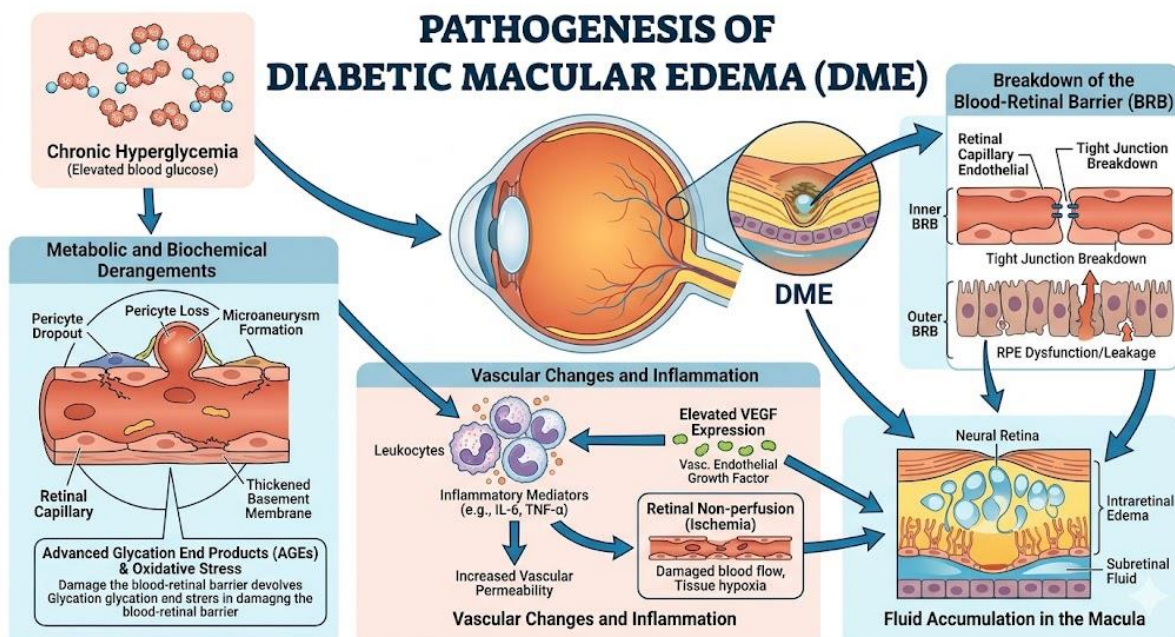 PATHOGENESIS OF
DIABETIC MACULAR EDEMA (DME)
Chronic Hyperglycemia
(Elevated blood glucose)
Metabolic and Biochemical
Derangements
Pericyte
Dropout
Pericyte Loss
Microaneurysm
Formation
Retinal
Capillary
Thickened
Basement
Membrane
Advanced Glycation End Products (AGEs)
& Oxidative Stress
Damage the blood-retinal barrier devolves
Glycation glycation end strers in damagng the
blood-retinal barrier
DME
Vascular Changes and Inflammation
Leukocytes
Elevated VEGF
Expression
Vasc. Endothelial
Growth Factor
Inflammatory Mediators
(e.g., IL-6, TNF-α)
Increased Vascular
Permeability
Retinal Non-perfusion
(Ischemia)
Damaged blood flow,
Tissue hypoxia
Vascular Changes and Inflammation
Breakdown of the
Blood-Retinal Barrier (BRB)
Retinal
Capillary
Endothelial
Tight Junction
Breakdown
Inner
BRB
Tight Junction Breakdown
Outer
BRB
RPE Dysfunction/Leakage
Neural Retina
Intraretinal
Edema
Subretinal
Fluid
Fluid Accumulation in the Macula